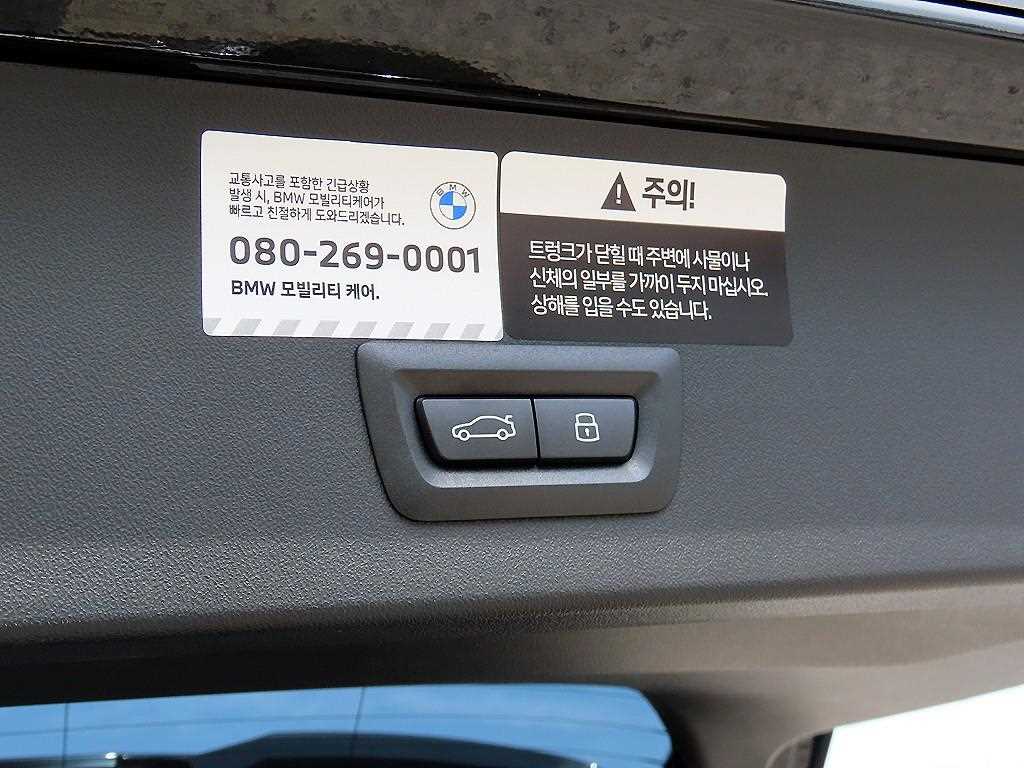 교통사고를 포함한 긴급상황
발생 시, BMW 모빌리티케어가
빠르고 친절하게 도와드리겠습니다.
BMW
080-269-0001
BMW 모빌리티 케어.
주의!
트렁크가 닫힐 때 주변에 사물이나
신체의 일부를 가까이 두지 마십시오.
상해를 입을 수도 있습니다.